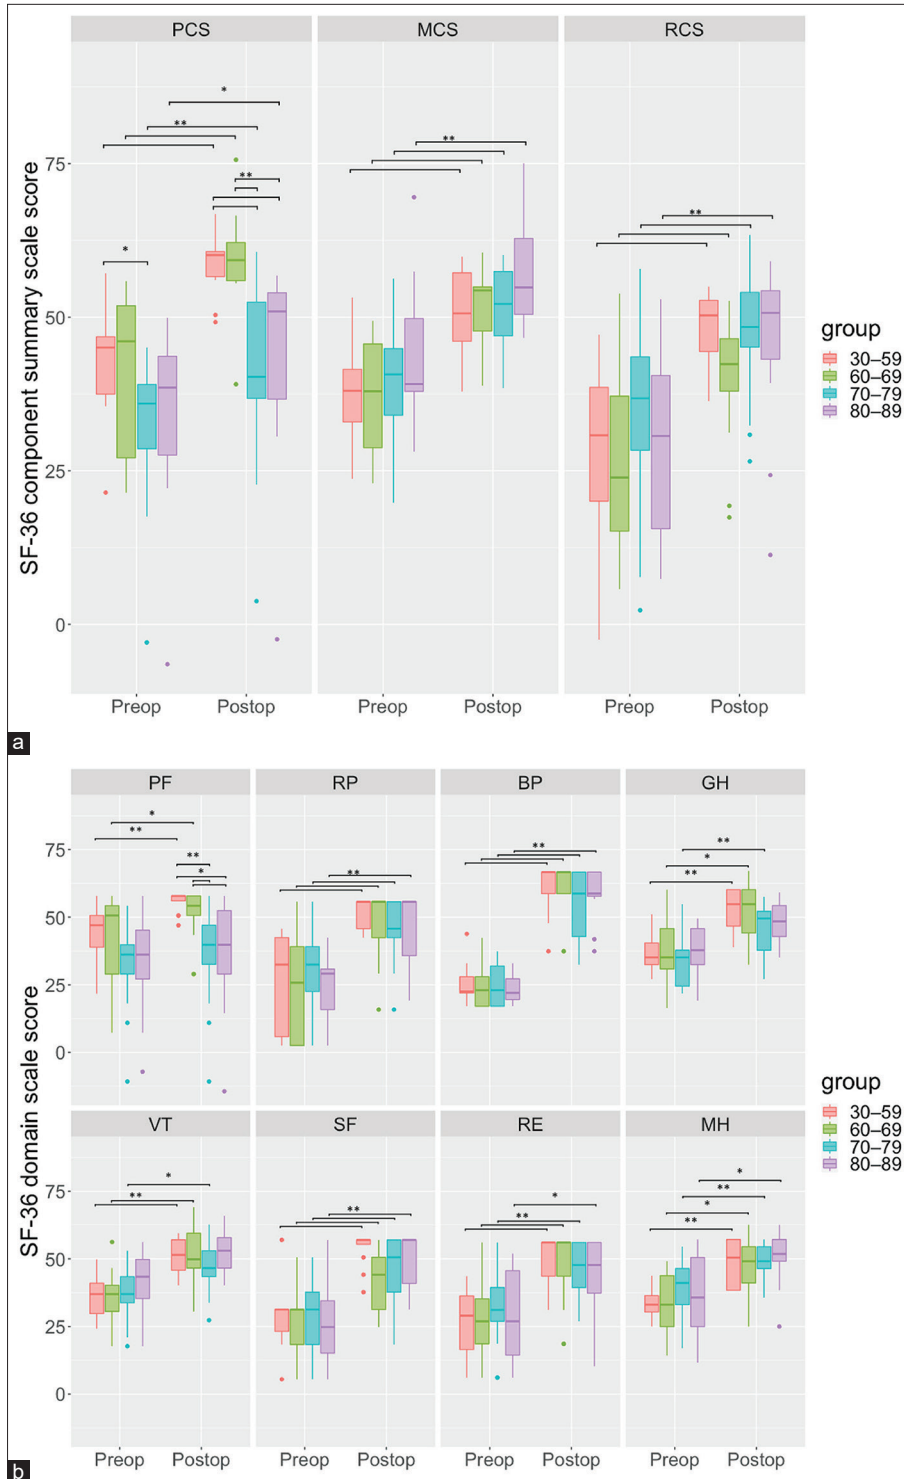 PCS MCS RCS
SF-36 component summary scale score
75
50
25
0
* ** ** * ** **
Preop Postop Preop Postop Preop Postop
group
30–59
60–69
70–79
80–89
a
PF RP BP GH
SF-36 domain scale score
75
50
25
0
* ** ** * ** ** ** * **
VT SF RE MH
75
50
25
0
* ** ** * ** * ** * **
Preop Postop Preop Postop Preop Postop Preop Postop
group
30–59
60–69
70–79
80–89
b